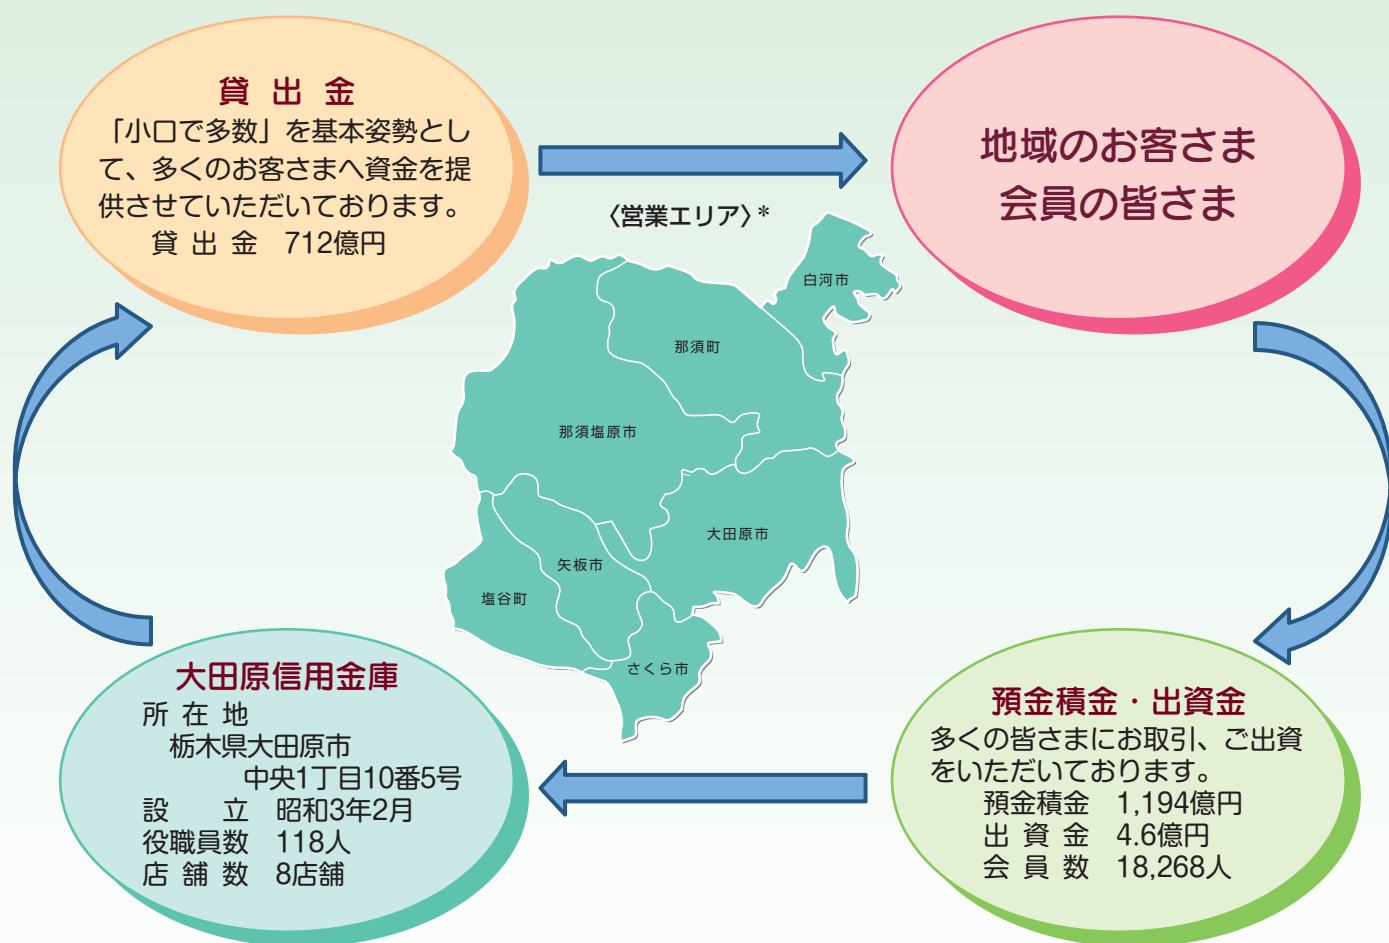 貸出金
「小口で多数」を基本姿勢とし
て、多くのお客さまへ資金を提
供させていただいております。
貸出金　712億円
地域のお客さま
会員の皆さま
〈営業エリア〉*
白河市
那須町
那須塩原市
大田原市
矢板市
塩谷町
さくら市
大田原信用金庫
所在地
栃木県大田原市
中央1丁目10番5号
設　立　昭和3年2月
役職員数　118人
店舗数　8店舗
預金積金・出資金
多くの皆さまにお取引、ご出資
をいただいております。
預金積金　1,194億円
出資金　4.6億円
会員数　18,268人